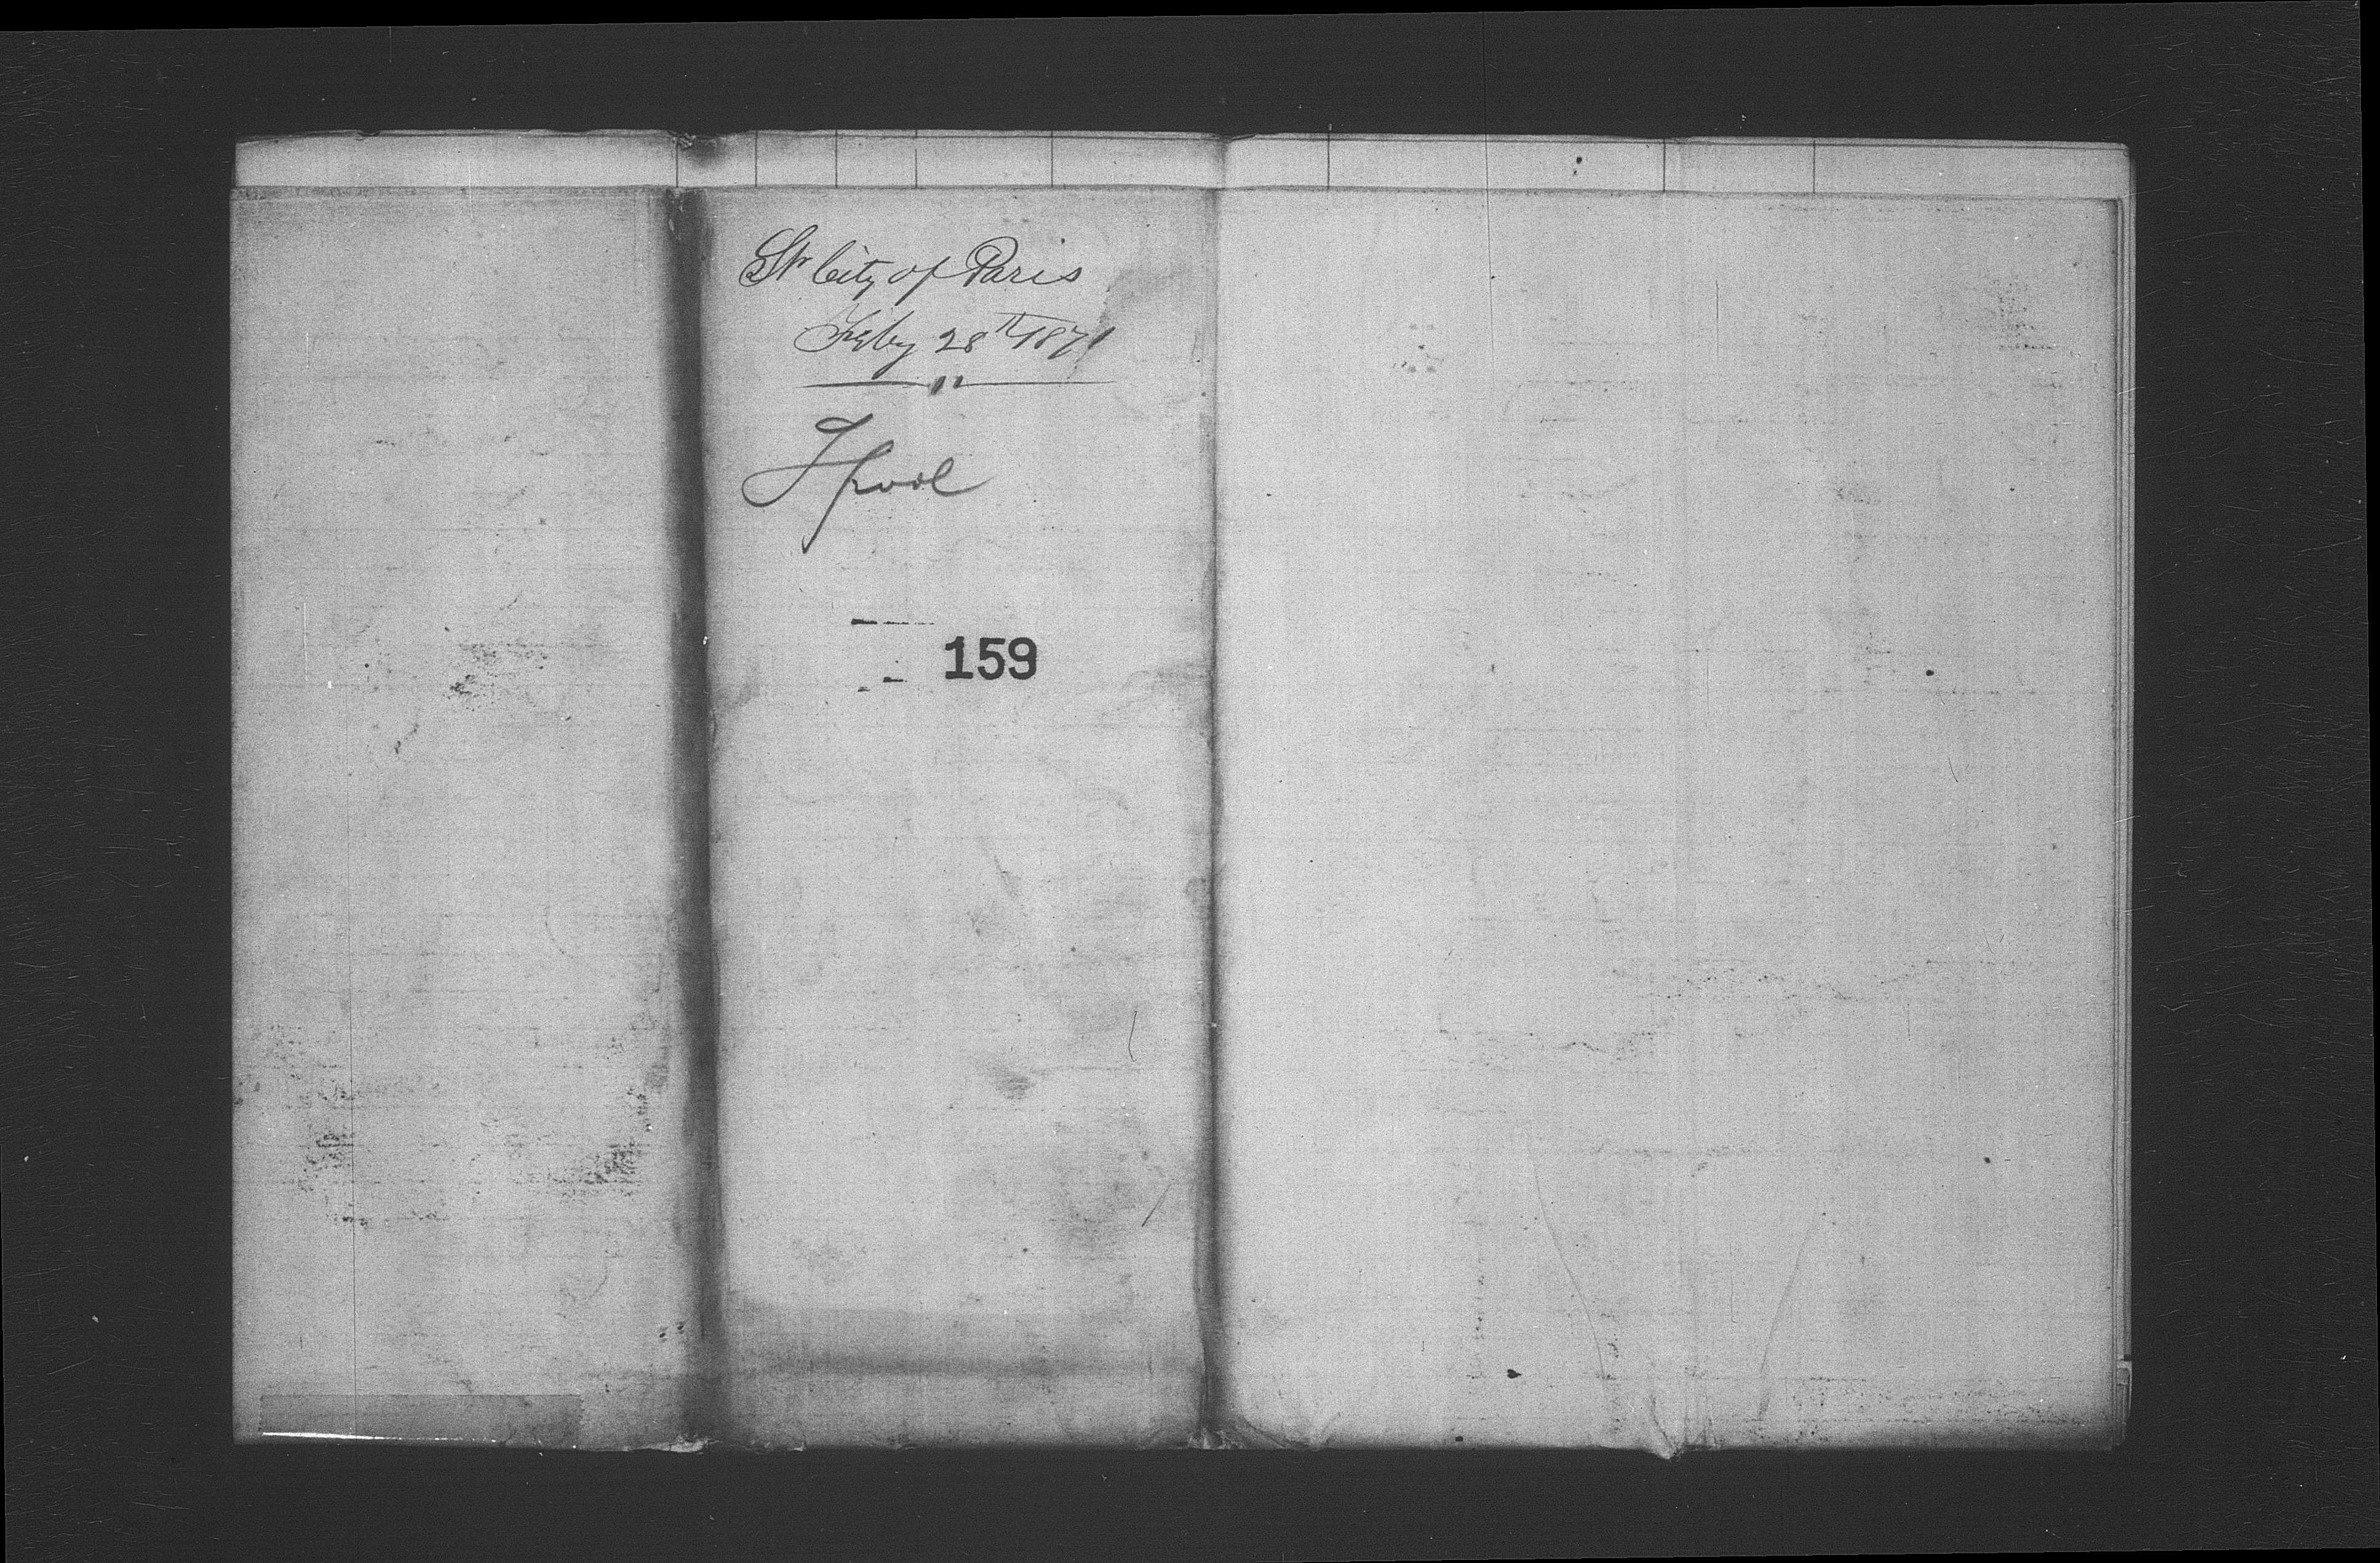 Str City of Paris
Feby 28th 1871
"
Lpool
159